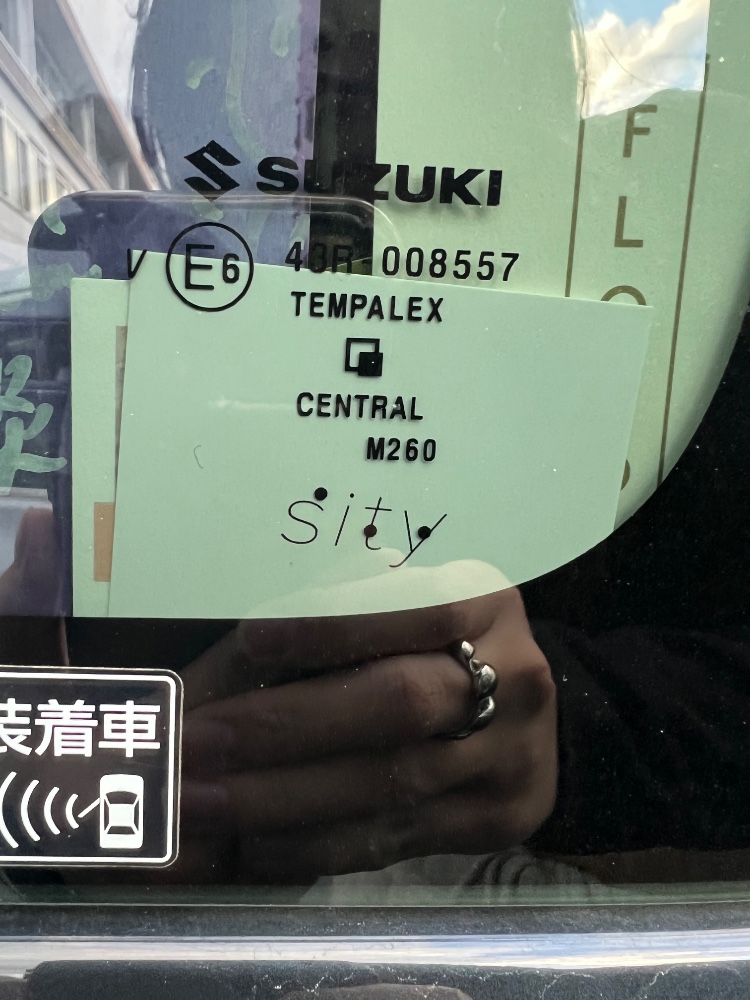 SUZUKI
V E6 43R-008557
TEMPALEX
CENTRAL
M260
sity
装着車
F
L
O